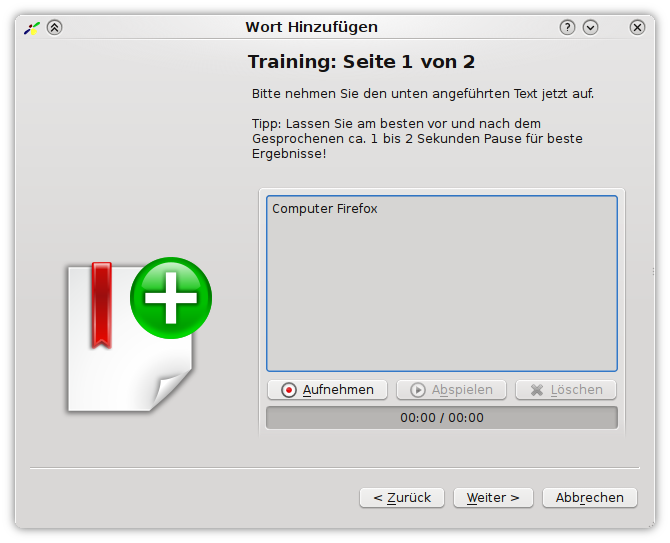 Wort Hinzufügen
Training: Seite 1 von 2
Bitte nehmen Sie den unten angeführten Text jetzt auf.
Tipp: Lassen Sie am besten vor und nach dem
Gesprochenen ca. 1 bis 2 Sekunden Pause für beste
Ergebnisse!
Computer Firefox
Aufnehmen Abspielen Löschen
00:00 / 00:00
< Zurück Weiter > Abbrechen